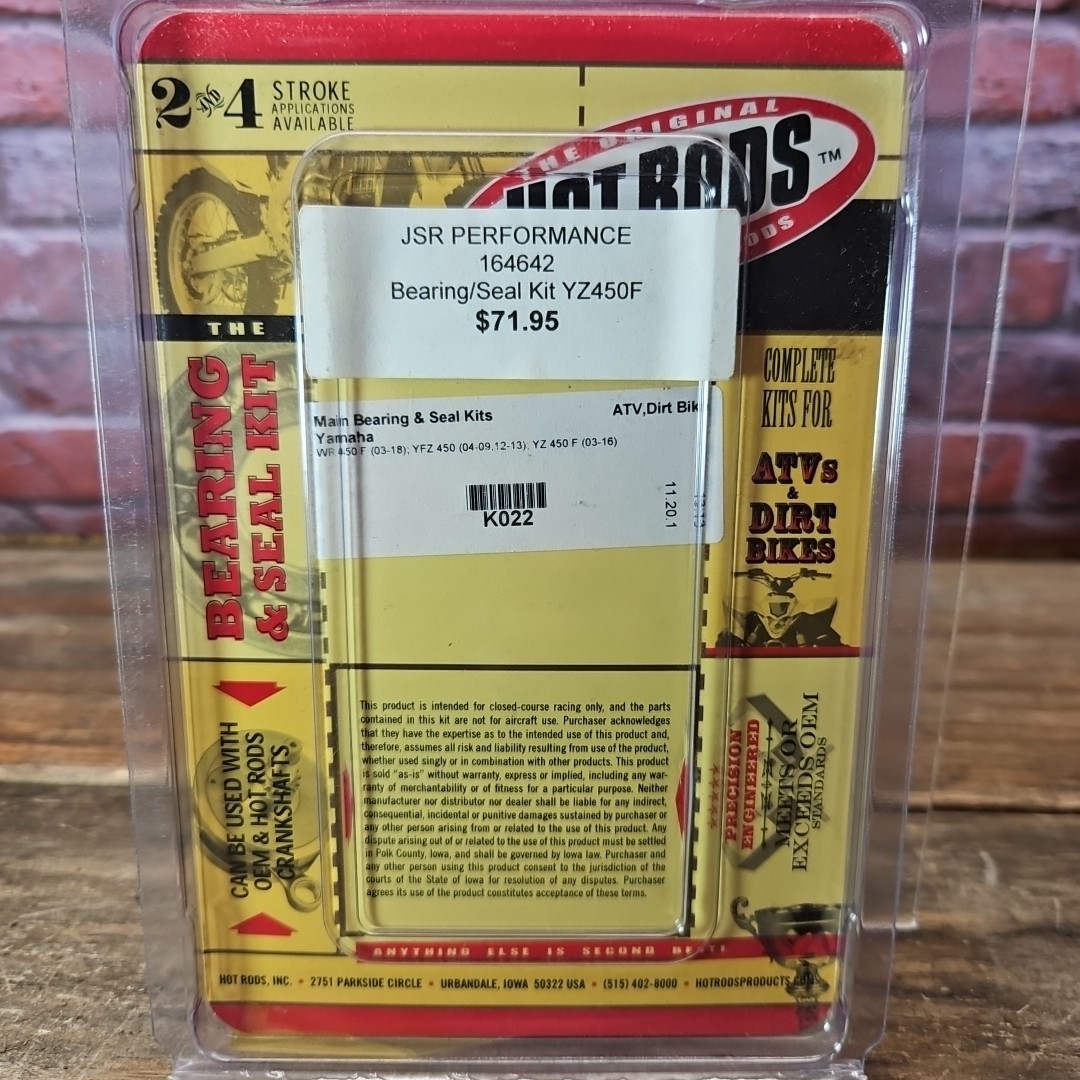 2 AND 4 STROKE
APPLICATIONS
AVAILABLE
THE ORIGINAL
HOT RODS ™
RODS
JSR PERFORMANCE
164642
Bearing/Seal Kit YZ450F
$71.95
THE
BEARING
& SEAL KIT
COMPLETE
KITS FOR
ATVs
&
DIRT
BIKES
Main Bearing & Seal Kits ATV,Dirt Bik
Yamaha
WR 450 F (03-18); YFZ 450 (04-09,12-13); YZ 450 F (03-16)
K022
11.20.1
CAN BE USED WITH
OEM & HOT RODS
CRANKSHAFTS
PRECISION
ENGINEERED
MEETS OR
EXCEEDS OEM
STANDARDS
This product is intended for closed-course racing only, and the parts
contained in this kit are not for aircraft use. Purchaser acknowledges
that they have the expertise as to the intended use of this product and,
therefore, assumes all risk and liability resulting from use of the product,
whether used singly or in combination with other products. This product
is sold "as-is" without warranty, express or implied, including any war-
ranty of merchantability or of fitness for a particular purpose. Neither
manufacturer nor distributor nor dealer shall be liable for any indirect,
consequential, incidental or punitive damages sustained by purchaser or
any other person arising from or related to the use of this product. Any
dispute arising out of or related to the use of this product must be settled
in Polk County, Iowa, and shall be governed by Iowa law. Purchaser and
any other person using this product consent to the jurisdiction of the
courts of the State of Iowa for resolution of any disputes. Purchaser
agrees its use of the product constitutes acceptance of these terms.
ANYTHING ELSE IS SECOND BEST!
HOT RODS, INC. • 2751 PARKSIDE CIRCLE • URBANDALE, IOWA 50322 USA • (515) 402-8000 • HOTRODSPRODUCTS.COM